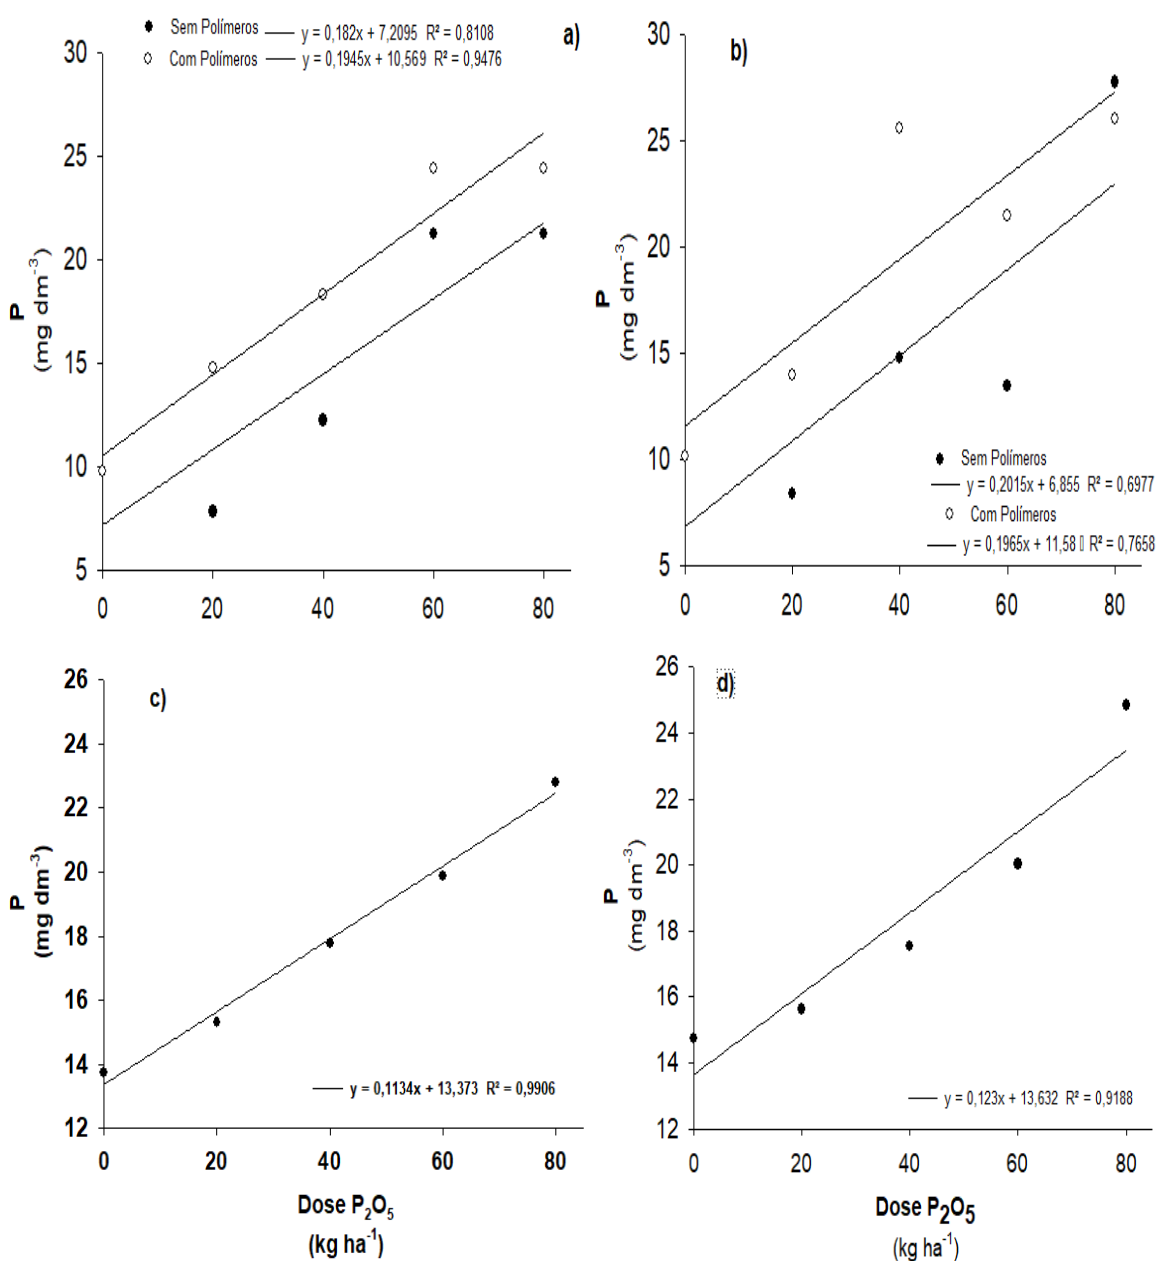 Sem Polímeros y = 0,182x + 7,2095 R² = 0,8108
Com Polímeros y = 0,1945x + 10,569 R² = 0,9476
a)
30
25
20
15
10
5
P
(mg dm⁻³)
0 20 40 60 80
b)
30
25
20
15
10
5
P
(mg dm⁻³)
Sem Polímeros
y = 0,2015x + 6,855 R² = 0,6977
Com Polímeros
y = 0,1965x + 11,58 R² = 0,7658
0 20 40 60 80
c)
26
24
22
20
18
16
14
12
P
(mg dm⁻³)
y = 0,1134x + 13,373 R² = 0,9906
0 20 40 60 80
Dose P₂O₅
(kg ha⁻¹)
d)
26
24
22
20
18
16
14
12
P
(mg dm⁻³)
y = 0,123x + 13,632 R² = 0,9188
0 20 40 60 80
Dose P₂O₅
(kg ha⁻¹)